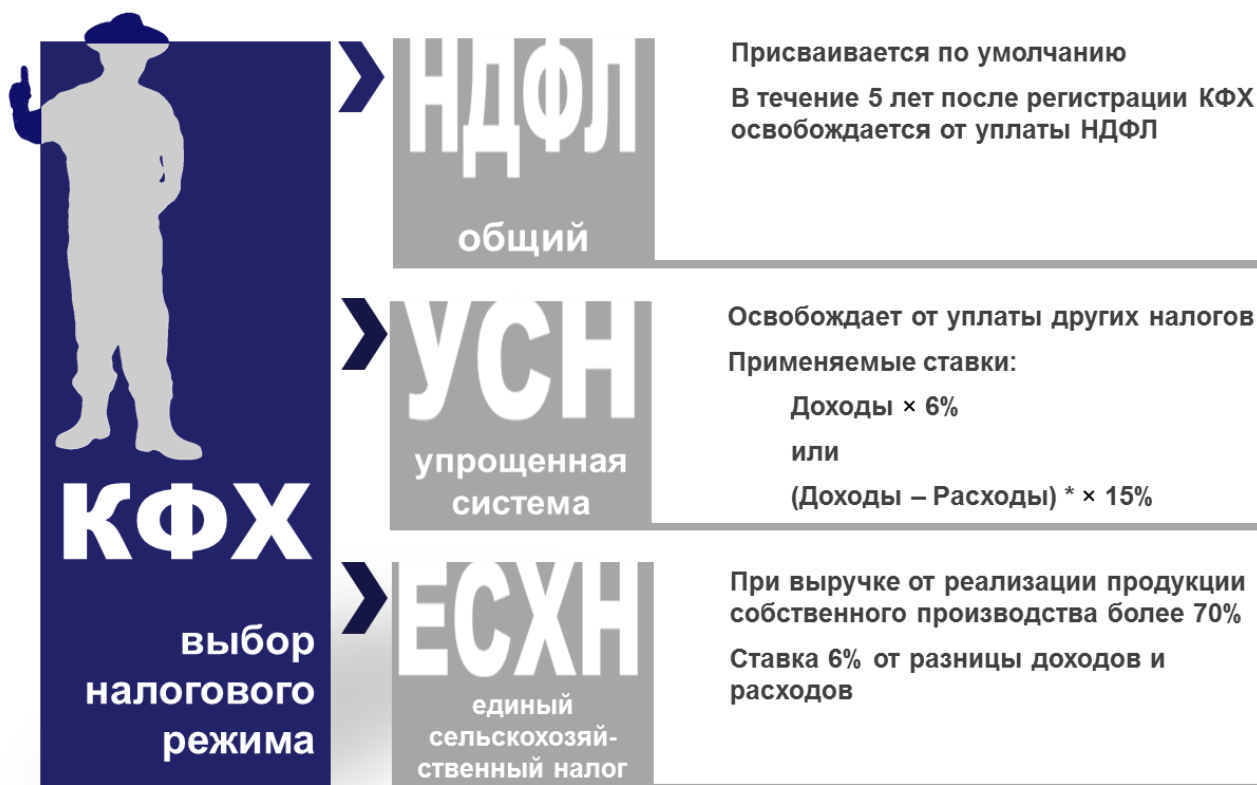 КФХ
выбор
налогового
режима
НДФЛ
общий
Присваивается по умолчанию
В течение 5 лет после регистрации КФХ
освобождается от уплаты НДФЛ
УСН
упрощенная
система
Освобождает от уплаты других налогов
Применяемые ставки:
Доходы × 6%
или
(Доходы – Расходы) * × 15%
ЕСХН
единый
сельскохозяй-
ственный налог
При выручке от реализации продукции
собственного производства более 70%
Ставка 6% от разницы доходов и
расходов